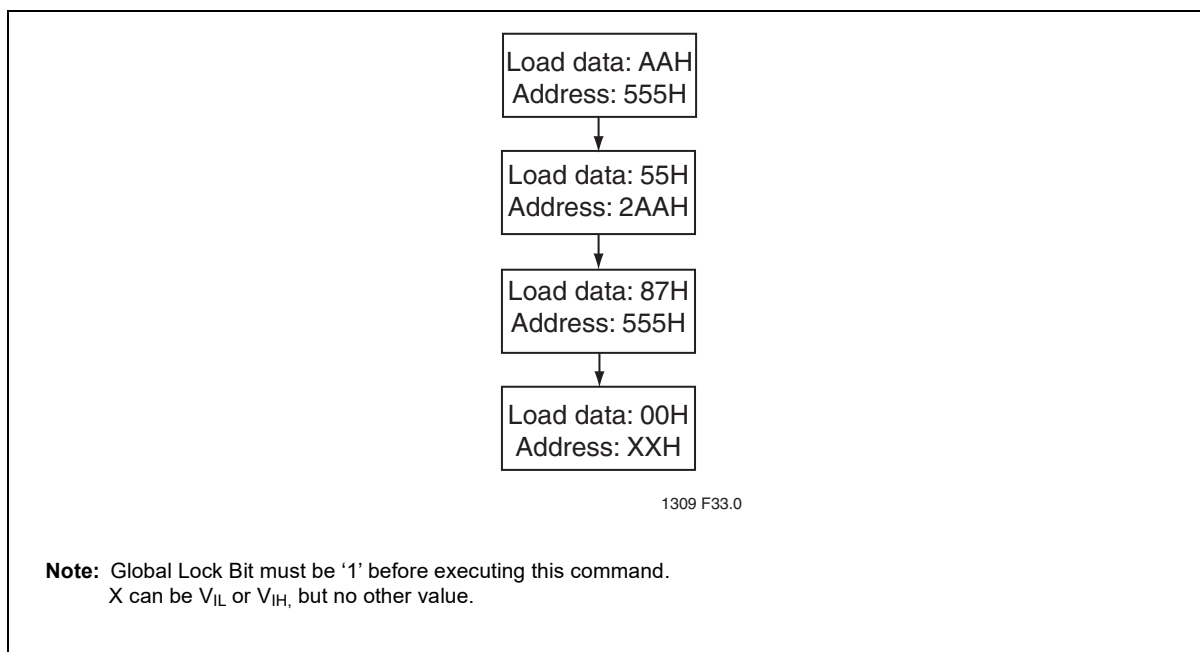 Load data: AAH
Address: 555H
Load data: 55H
Address: 2AAH
Load data: 87H
Address: 555H
Load data: 00H
Address: XXH
1309 F33.0
Note: Global Lock Bit must be ‘1’ before executing this command.
X can be VIL or VIH, but no other value.